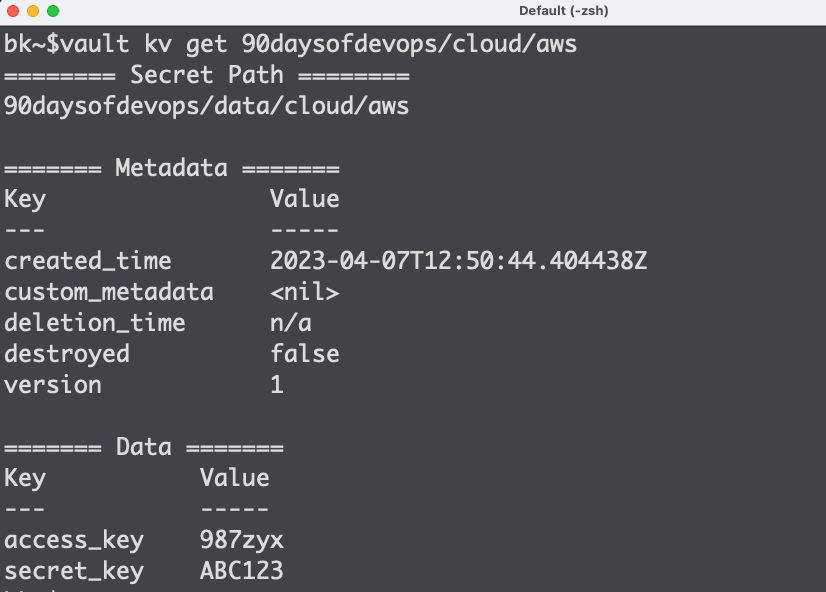 Default (-zsh)
bk~$vault kv get 90daysofdevops/cloud/aws
======== Secret Path ========
90daysofdevops/data/cloud/aws
======= Metadata =======
Key Value
--- -----
created_time 2023-04-07T12:50:44.404438Z
custom_metadata <nil>
deletion_time n/a
destroyed false
version 1
======= Data =======
Key Value
--- -----
access_key 987zyx
secret_key ABC123